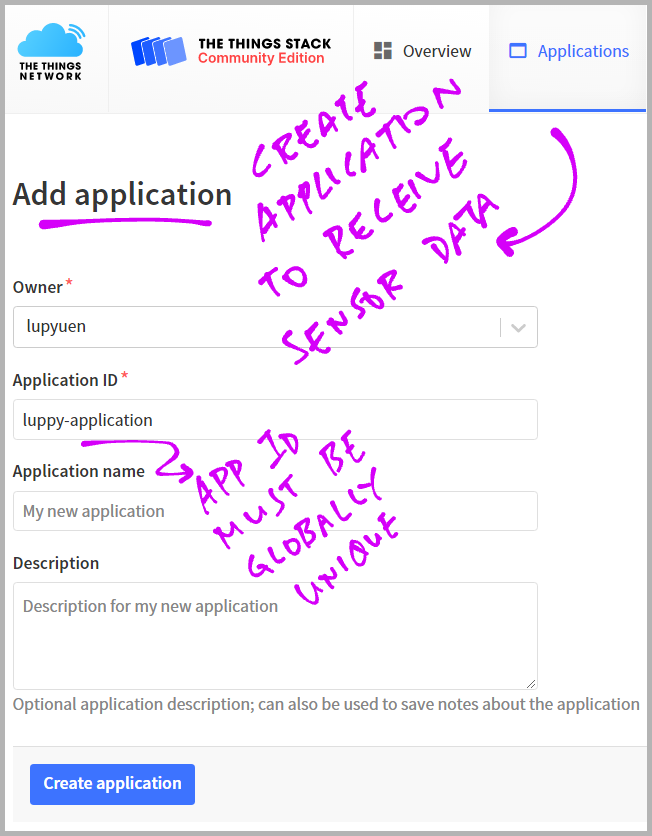 THE THINGS
NETWORK
THE THINGS STACK
Community Edition
Overview
Applications
CREATE
APPLICATION
TO RECEIVE
SENSOR DATA
Add application
Owner *
lupyuen
Application ID *
luppy-application
APP ID
MUST BE
GLOBALLY
UNIQUE
Application name
My new application
Description
Description for my new application
Optional application description; can also be used to save notes about the application
Create application